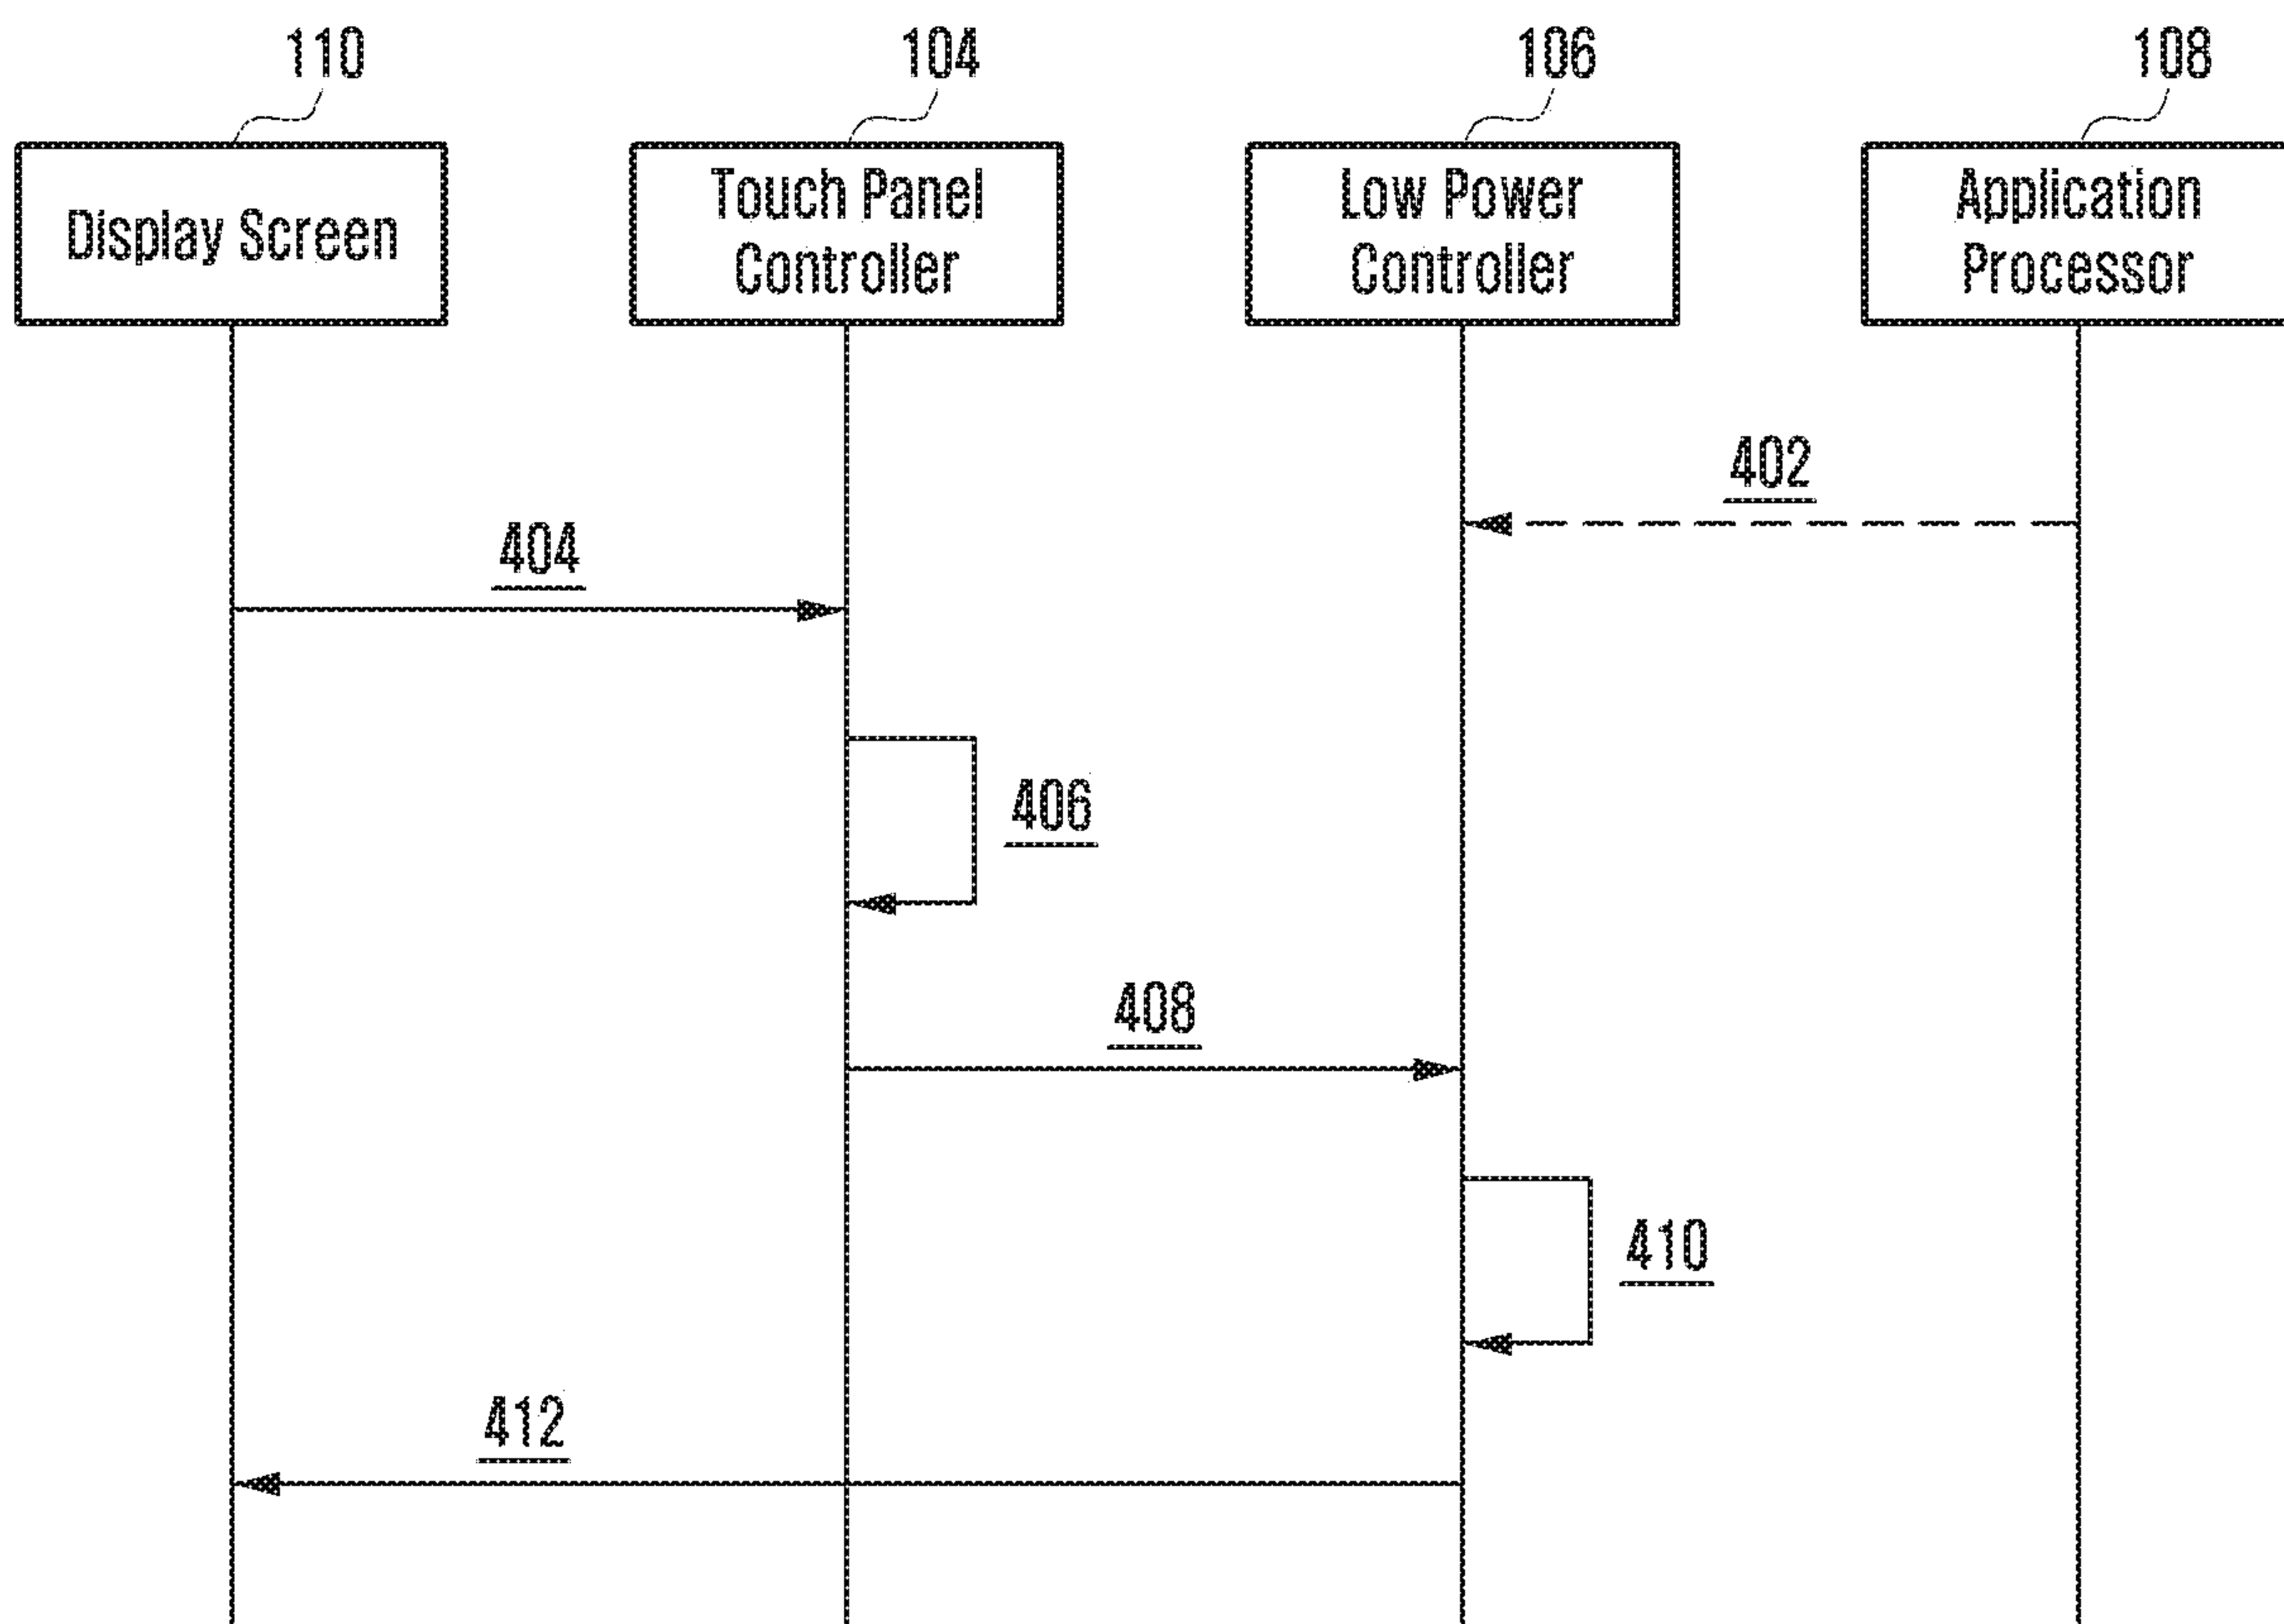 110
104
106
108
Display Screen
Touch Panel
Controller
Low Power
Controller
Application
Processor
402
404
406
408
410
412